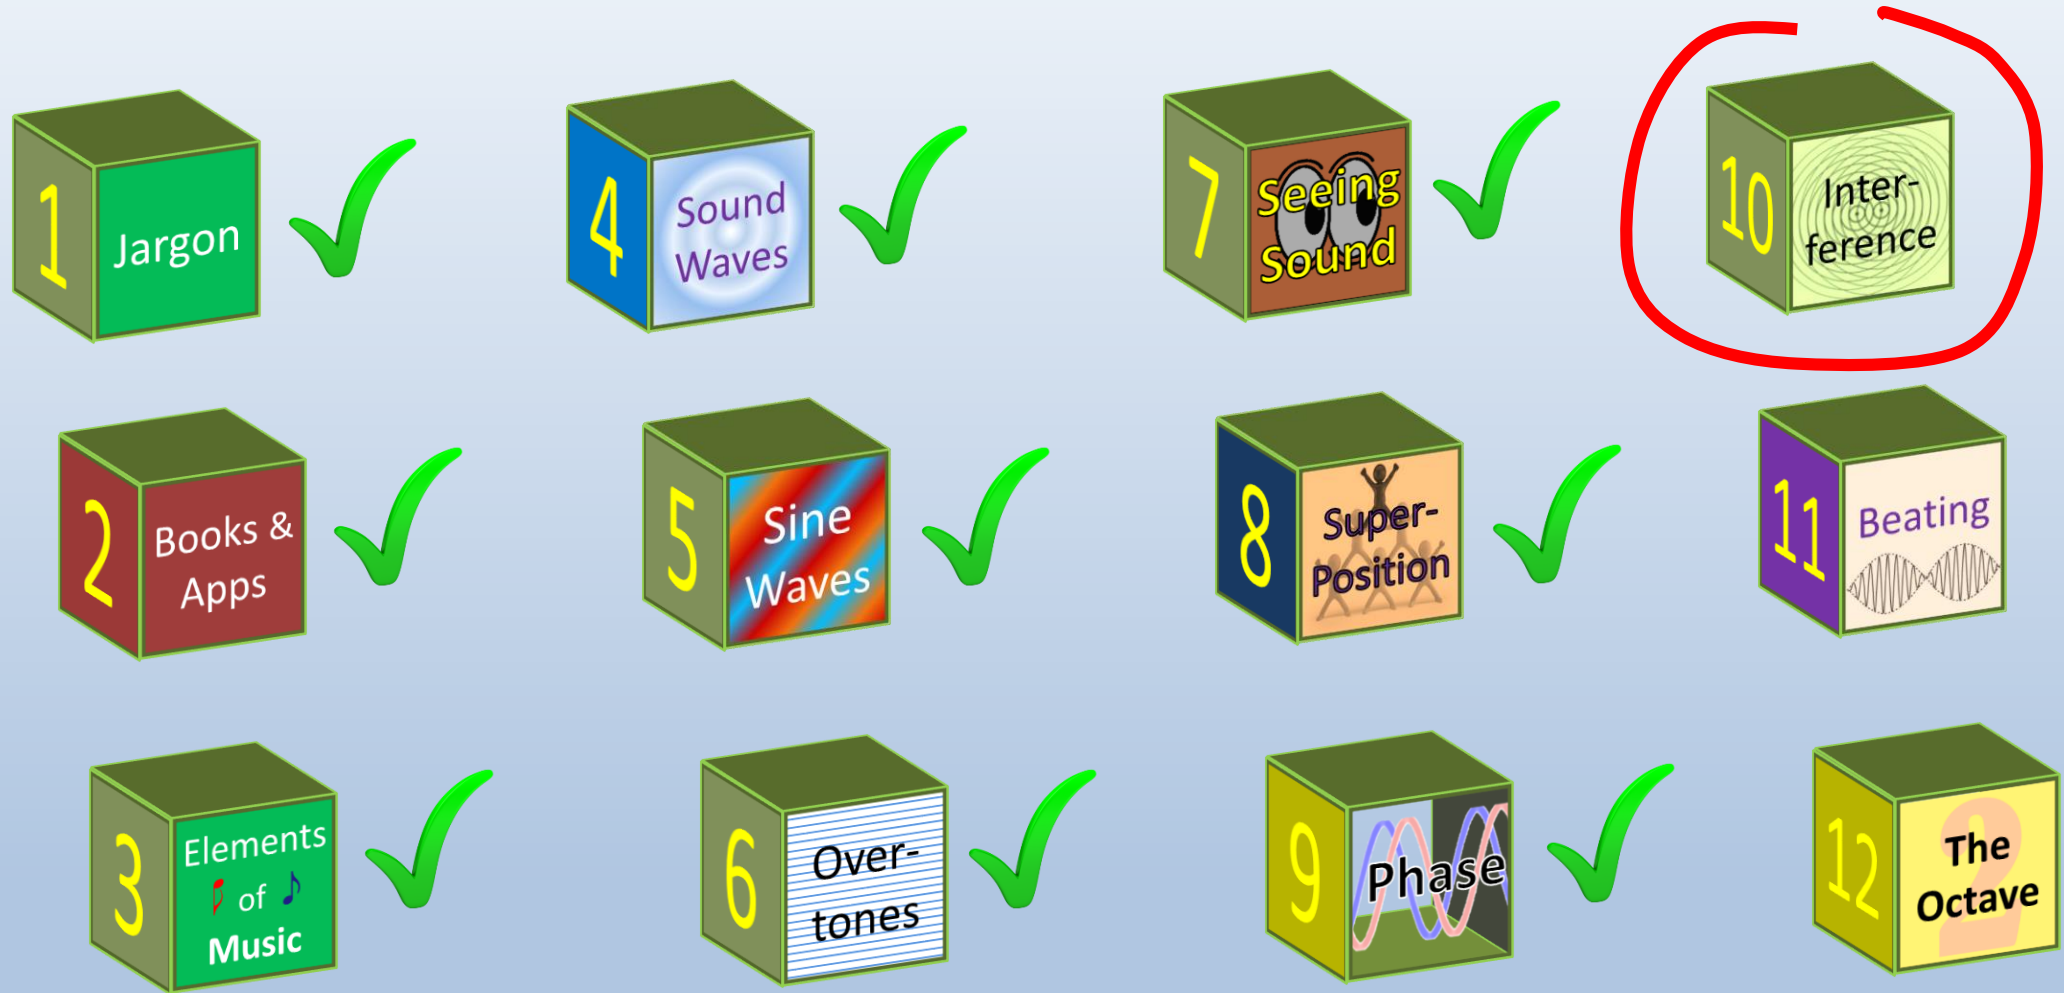 1
Jargon
2
Books &
Apps
3
Elements
of
Music
4
Sound
Waves
5
Sine
Waves
6
Over-
tones
7
Seeing
Sound
8
Super-
Position
9
Phase
10
Inter-
ference
11
Beating
12
2
The
Octave